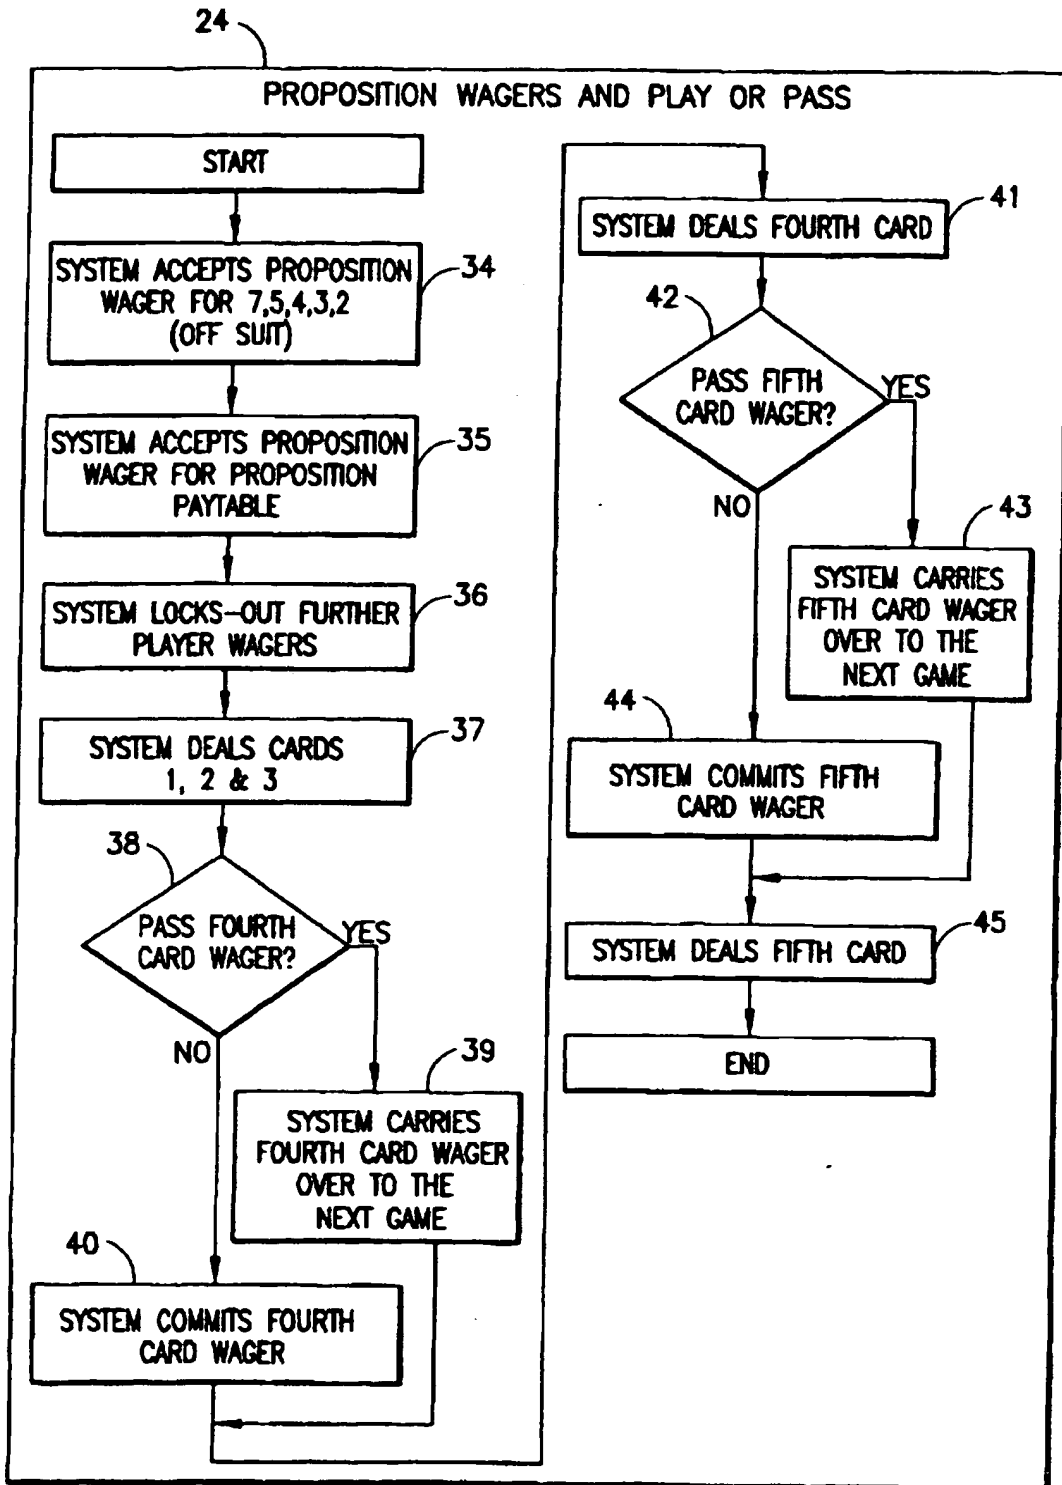 24
PROPOSITION WAGERS AND PLAY OR PASS
START
SYSTEM ACCEPTS PROPOSITION
WAGER FOR 7,5,4,3,2
(OFF SUIT)
34
SYSTEM ACCEPTS PROPOSITION
WAGER FOR PROPOSITION
PAYTABLE
35
SYSTEM LOCKS-OUT FURTHER
PLAYER WAGERS
36
SYSTEM DEALS CARDS
1, 2 & 3
37
38
PASS FOURTH
CARD WAGER?
YES
NO
39
SYSTEM CARRIES
FOURTH CARD WAGER
OVER TO THE
NEXT GAME
40
SYSTEM COMMITS FOURTH
CARD WAGER
SYSTEM DEALS FOURTH CARD
41
42
PASS FIFTH
CARD WAGER?
YES
NO
43
SYSTEM CARRIES
FIFTH CARD WAGER
OVER TO THE
NEXT GAME
44
SYSTEM COMMITS FIFTH
CARD WAGER
SYSTEM DEALS FIFTH CARD
45
END